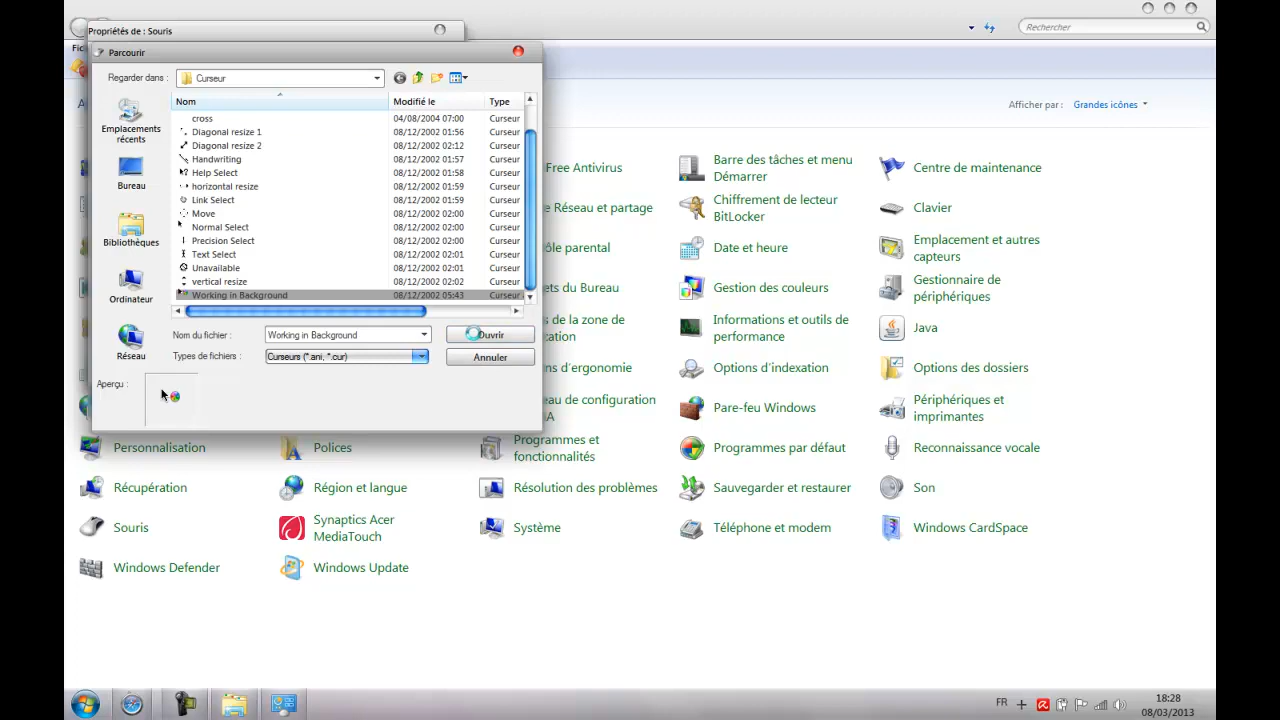 Propriétés de : Souris
Rechercher
Parcourir
Regarder dans :
Curseur
Afficher par :
Grandes icônes
Nom
Modifié le
Type
cross
04/08/2004 07:00
Curseur
Diagonal resize 1
08/12/2002 01:56
Curseur
Diagonal resize 2
08/12/2002 02:12
Curseur
Handwriting
08/12/2002 01:57
Curseur
Help Select
08/12/2002 01:58
Curseur
horizontal resize
08/12/2002 01:59
Curseur
Link Select
08/12/2002 01:59
Curseur
Move
08/12/2002 02:00
Curseur
Normal Select
08/12/2002 02:00
Curseur
Precision Select
08/12/2002 02:00
Curseur
Text Select
08/12/2002 02:01
Curseur
Unavailable
08/12/2002 02:01
Curseur
vertical resize
08/12/2002 02:02
Curseur
Working in Background
08/12/2002 05:43
Curseur
Emplacements
récents
Bureau
Bibliothèques
Ordinateur
Réseau
Nom du fichier :
Working in Background
Ouvrir
Types de fichiers :
Curseurs (*.ani, *.cur)
Annuler
Aperçu :
Free Antivirus
Barre des tâches et menu
Démarrer
Centre de maintenance
Réseau et partage
Chiffrement de lecteur
BitLocker
Clavier
parental
Date et heure
Emplacement et autres
capteurs
du Bureau
Gestion des couleurs
Gestionnaire de
périphériques
de la zone de
Informations et outils de
performance
Java
d'ergonomie
Options d'indexation
Options des dossiers
de configuration
Pare-feu Windows
Périphériques et
imprimantes
Personnalisation
Polices
Programmes et
fonctionnalités
Programmes par défaut
Reconnaissance vocale
Récupération
Région et langue
Résolution des problèmes
Sauvegarder et restaurer
Son
Souris
Synaptics Acer
MediaTouch
Système
Téléphone et modem
Windows CardSpace
Windows Defender
Windows Update
FR
18:28
08/03/2013